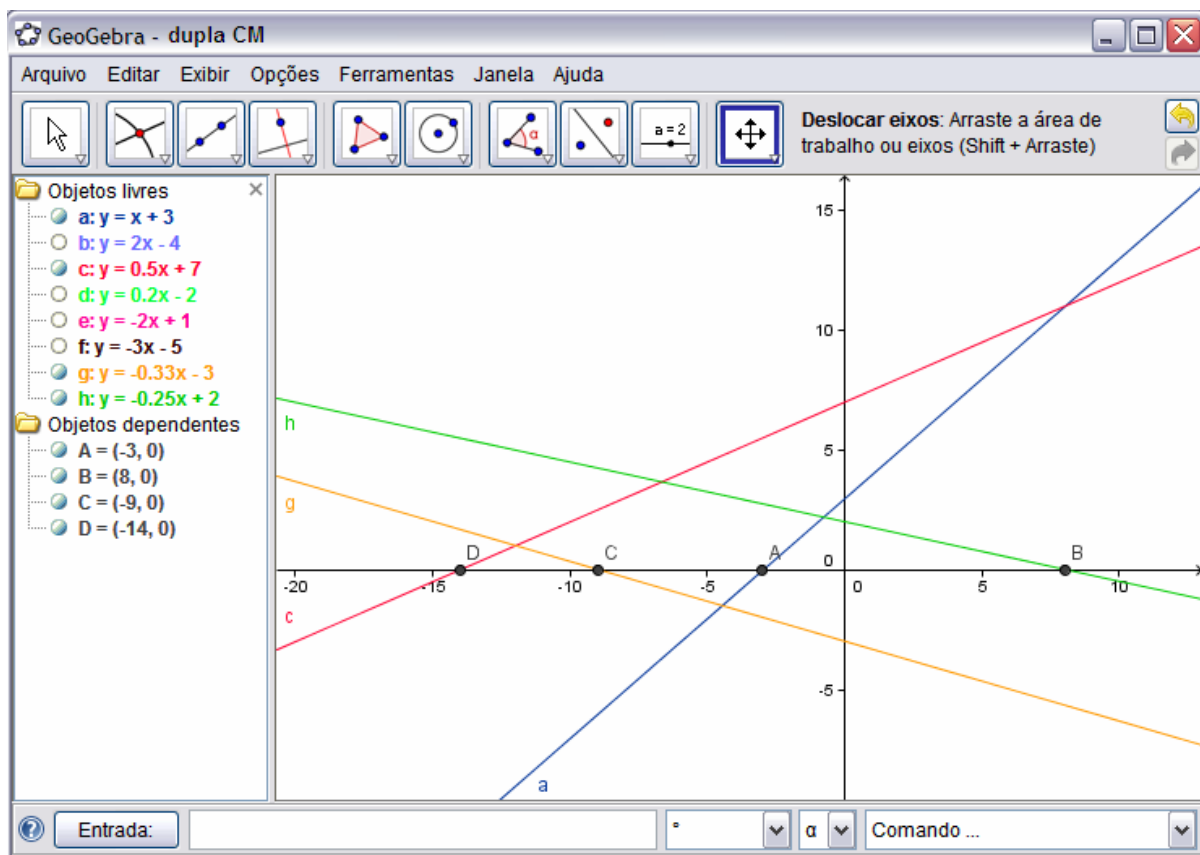 GeoGebra - dupla CM
Arquivo Editar Exibir Opções Ferramentas Janela Ajuda
α
a = 2
Deslocar eixos: Arraste a área de
trabalho ou eixos (Shift + Arraste)
Objetos livres
a: y = x + 3
b: y = 2x - 4
c: y = 0.5x + 7
d: y = 0.2x - 2
e: y = -2x + 1
f: y = -3x - 5
g: y = -0.33x - 3
h: y = -0.25x + 2
Objetos dependentes
A = (-3, 0)
B = (8, 0)
C = (-9, 0)
D = (-14, 0)
15
10
h
5
g
D C A 0 B
-20 -15 -10 -5 0 5 10
c
-5
a
Entrada: ° α Comando ...